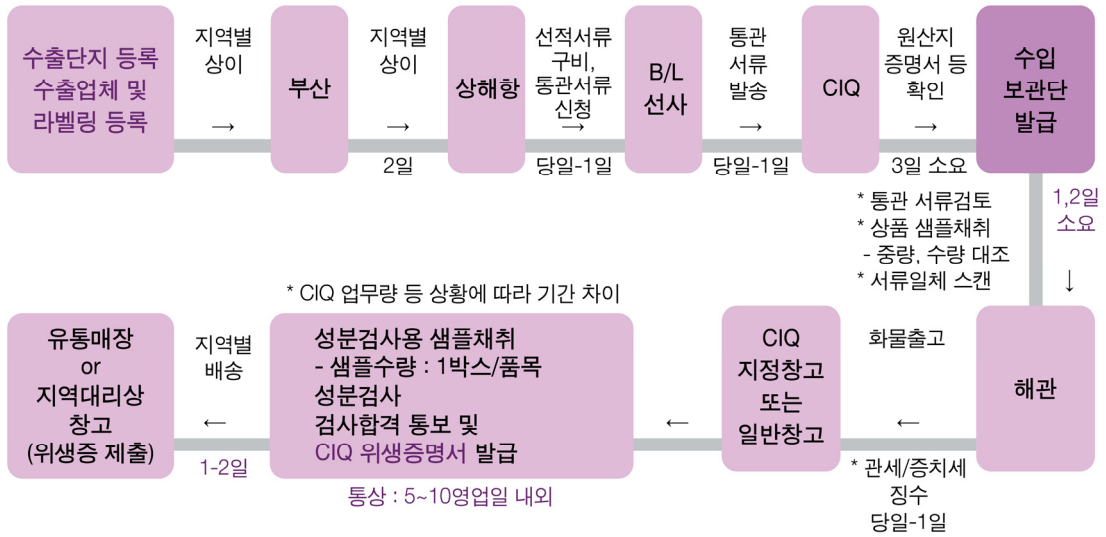 수출단지 등록
수출업체 및
라벨링 등록
지역별
상이
→
부산
지역별
상이
→
2일
상해항
선적서류
구비,
통관서류
신청
→
당일-1일
B/L
선사
통관
서류
발송
→
당일-1일
CIQ
원산지
증명서 등
확인
→
3일 소요
수입
보관단
발급
* 통관 서류검토
* 상품 샘플채취
- 중량, 수량 대조
* 서류일체 스캔
1,2일
소요
↓
해관
화물출고
←
* 관세/증치세
징수
당일-1일
CIQ
지정창고
또는
일반창고
←
* CIQ 업무량 등 상황에 따라 기간 차이
성분검사용 샘플채취
- 샘플수량 : 1박스/품목
성분검사
검사합격 통보 및
CIQ 위생증명서 발급
통상 : 5~10영업일 내외
지역별
배송
←
1-2일
유통매장
or
지역대리상
창고
(위생증 제출)